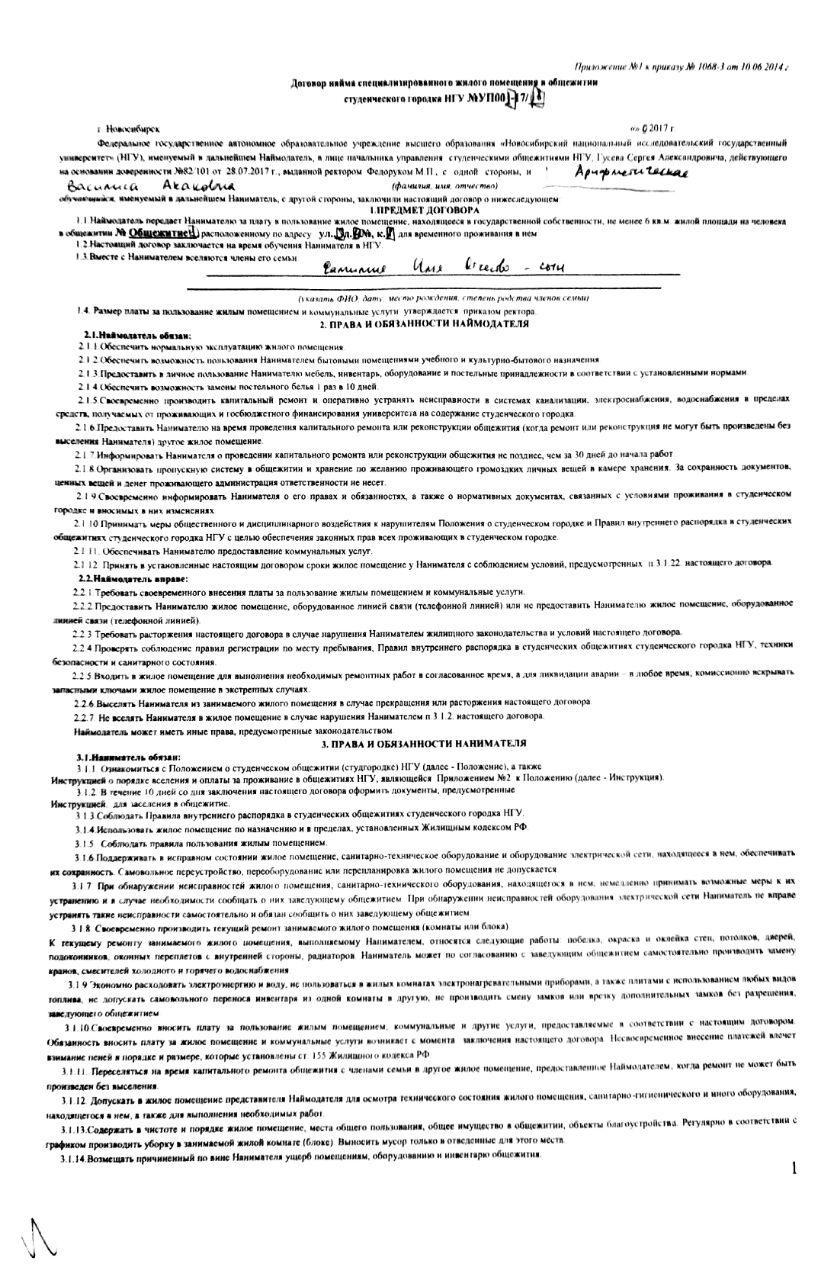 Приложение №1 к приказу № 1068-3 от 10.06.2014 г.
Договор найма специализированного жилого помещения в общежитии
студенческого городка НГУ №УП00 -17/
г. Новосибирск «» 2017 г
Федеральное государственное автономное образовательное учреждение высшего образования «Новосибирский национальный исследовательский государственный
университет» (НГУ), именуемый в дальнейшем Наймодатель, в лице начальника управления студенческими общежитиями НГУ, Гусева Сергея Александровича, действующего
на основании доверенности №82/101 от 28.07.2017 г., выданной ректором Федоруком М.П., с одной стороны, и Арифметическая
Василиса Акаковна (фамилия, имя, отчество)
обучающийся, именуемый в дальнейшем Наниматель, с другой стороны, заключили настоящий договор о нижеследующем:
1.ПРЕДМЕТ ДОГОВОРА
1.1.Наймодатель передает Нанимателю за плату в пользование жилое помещение, находящееся в государственной собственности, не менее 6 кв.м. жилой площади на человека
в общежитии № Общежитие расположенному по адресу ул., №, к. для временного проживания в нем
1.2.Настоящий договор заключается на время обучения Нанимателя в НГУ.
1.3.Вместе с Нанимателем вселяются члены его семьи
Фамилия Имя
(указать ФИО, дату, место рождения, степень родства членов семьи)
1.4. Размер платы за пользование жилым помещением и коммунальные услуги утверждается приказом ректора.
2. ПРАВА И ОБЯЗАННОСТИ НАЙМОДАТЕЛЯ
2.1.Наймодатель обязан:
2.1.1.Обеспечить нормальную эксплуатацию жилого помещения.
2.1.2.Обеспечить возможность пользования Нанимателем бытовыми помещениями учебного и культурно-бытового назначения
2.1.3.Предоставить в личное пользование Нанимателю мебель, инвентарь, оборудование и постельные принадлежности в соответствии с установленными нормами.
2.1.4.Обеспечить возможность замены постельного белья 1 раз в 10 дней.
2.1.5.Своевременно производить капитальный ремонт и оперативно устранять неисправности в системах канализации, электроснабжения, водоснабжения в пределах
средств, получаемых от проживающих и госбюджетного финансирования университета на содержание студенческого городка.
2.1.6.Предоставить Нанимателю на время проведения капитального ремонта или реконструкции общежития (когда ремонт или реконструкция не могут быть произведены без
выселения Нанимателя) другое жилое помещение.
2.1.7.Информировать Нанимателя о проведении капитального ремонта или реконструкции общежития не позднее, чем за 30 дней до начала работ
2.1.8.Организовать пропускную систему в общежитии и хранение по желанию проживающего громоздких личных вещей в камере хранения. За сохранность документов,
ценных вещей и денег проживающего администрация ответственности не несет.
2.1.9.Своевременно информировать Нанимателя о его правах и обязанностях, а также о нормативных документах, связанных с условиями проживания в студенческом
городке и вносимых в них изменениях
2.1.10.Принимать меры общественного и дисциплинарного воздействия к нарушителям Положения о студенческом городке и Правил внутреннего распорядка в студенческих
общежитиях студенческого городка НГУ с целью обеспечения законных прав всех проживающих в студенческом городке.
2.1.11. Обеспечивать Нанимателю предоставление коммунальных услуг.
2.1.12. Принять в установленные настоящим договором сроки жилое помещение у Нанимателя с соблюдением условий, предусмотренных п.3.1.22. настоящего договора.
2.2.Наймодатель вправе:
2.2.1.Требовать своевременного внесения платы за пользование жилым помещением и коммунальные услуги.
2.2.2.Предоставить Нанимателю жилое помещение, оборудованное линией связи (телефонной линией) или не предоставить Нанимателю жилое помещение, оборудованное
линией связи (телефонной линией).
2.2.3 Требовать расторжения настоящего договора в случае нарушения Нанимателем жилищного законодательства и условий настоящего договора.
2.2.4 Проверять соблюдение правил регистрации по месту пребывания, Правил внутреннего распорядка в студенческих общежитиях студенческого городка НГУ, техники
безопасности и санитарного состояния.
2.2.5.Входить в жилое помещение для выполнения необходимых ремонтных работ в согласованное время, а для ликвидации аварии – в любое время, комиссионно вскрывать
запасными ключами жилое помещение в экстренных случаях.
2.2.6.Выселять Нанимателя из занимаемого жилого помещения в случае прекращения или расторжения настоящего договора
2.2.7. Не вселять Нанимателя в жилое помещение в случае нарушения Нанимателем п.3.1.2. настоящего договора.
Наймодатель может иметь иные права, предусмотренные законодательством
3. ПРАВА И ОБЯЗАННОСТИ НАНИМАТЕЛЯ
3.1.Наниматель обязан:
3.1.1. Ознакомиться с Положением о студенческом общежитии (студгородке) НГУ (далее - Положение), а также
Инструкцией о порядке вселения и оплаты за проживание в общежитиях НГУ, являющейся Приложением №2 к Положению (далее - Инструкция).
3.1.2. В течение 10 дней со дня заключения настоящего договора оформить документы, предусмотренные
Инструкцией, для заселения в общежитие.
3.1.3.Соблюдать Правила внутреннего распорядка в студенческих общежитиях студенческого городка НГУ.
3.1.4.Использовать жилое помещение по назначению и в пределах, установленных Жилищным кодексом РФ.
3.1.5. Соблюдать правила пользования жилым помещением.
3.1.6.Поддерживать в исправном состоянии жилое помещение, санитарно-техническое оборудование и оборудование электрической сети, находящееся в нем, обеспечивать
их сохранность. Самовольное переустройство, переоборудование или перепланировка жилого помещения не допускается
3.1.7. При обнаружении неисправностей жилого помещения, санитарно-технического оборудования, находящегося в нем, немедленно принимать возможные меры к их
устранению и в случае необходимости сообщать о них заведующему общежитием. При обнаружении неисправностей оборудования электрической сети Наниматель не вправе
устранять такие неисправности самостоятельно и обязан сообщить о них заведующему общежитием
3.1.8. Своевременно производить текущий ремонт занимаемого жилого помещения (комнаты или блока)
К текущему ремонту занимаемого жилого помещения, выполняемому Нанимателем, относятся следующие работы: побелка, окраска и оклейка стен, потолков, дверей,
подоконников, оконных переплетов с внутренней стороны, радиаторов. Наниматель может по согласованию с заведующим общежитием самостоятельно производить замену
кранов, смесителей холодного и горячего водоснабжения
3.1.9 Экономно расходовать электроэнергию и воду, не пользоваться в жилых комнатах электронагревательными приборами, а также плитами с использованием любых видов
топлива, не допускать самовольного переноса инвентаря из одной комнаты в другую, не производить смену замков или врезку дополнительных замков без разрешения,
заведующего общежитием
3.1.10.Своевременно вносить плату за пользование жилым помещением, коммунальные и другие услуги, предоставляемые в соответствии с настоящим договором.
Обязанность вносить плату за жилое помещение и коммунальные услуги возникает с момента заключения настоящего договора. Несвоевременное внесение платежей влечет
взимание пеней в порядке и размере, которые установлены ст. 155 Жилищного кодекса РФ
3.1.11. Переселяться на время капитального ремонта общежития с членами семьи в другое жилое помещение, предоставленное Наймодателем, когда ремонт не может быть
произведен без выселения.
3.1.12. Допускать в жилое помещение представителя Наймодателя для осмотра технического состояния жилого помещения, санитарно-гигиенического и иного оборудования,
находящегося в нем, а также для выполнения необходимых работ.
3.1.13.Содержать в чистоте и порядке жилое помещение, места общего пользования, общее имущество в общежитии, объекты благоустройства. Регулярно в соответствии с
графиком производить уборку в занимаемой жилой комнате (блоке). Выносить мусор только в отведенные для этого места.
3.1.14.Возмещать причиненный по вине Нанимателя ущерб помещениям, оборудованию и инвентарю общежития.
1